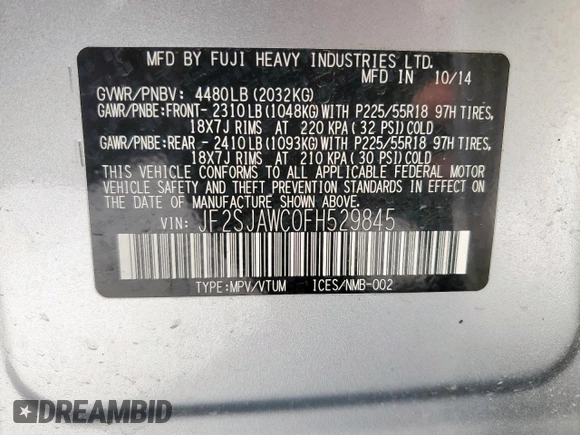 MFD BY FUJI HEAVY INDUSTRIES LTD.
MFD IN 10/14
GVWR/PNBV: 4480LB (2032KG)
GAWR/PNBE:FRONT- 2310LB (1048KG) WITH P225/55R18 97H TIRES,
18X7J RIMS AT 220 KPA (32 PSI) COLD
GAWR/PNBE:REAR - 2410LB (1093KG) WITH P225/55R18 97H TIRES,
18X7J RIMS AT 210 KPA (30 PSI) COLD
THIS VEHICLE CONFORMS TO ALL APPLICABLE FEDERAL MOTOR
VEHICLE SAFETY AND THEFT PREVENTION STANDARDS IN EFFECT ON
THE DATE OF MANUFACTURE SHOWN ABOVE.
VIN: JF2SJAWC0FH529845
TYPE:MPV/VTUM ICES/NMB-002
DREAMBID